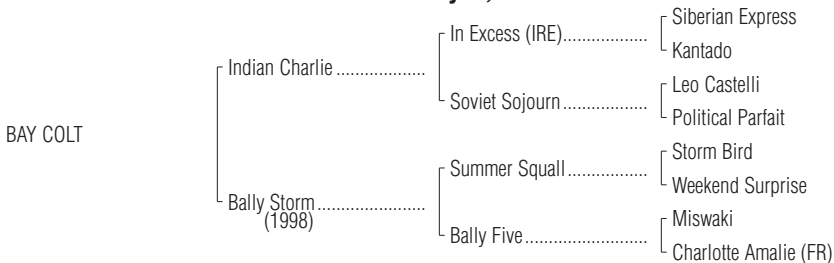 Siberian Express
In Excess (IRE)
Kantado
Indian Charlie
Leo Castelli
Soviet Sojourn
Political Parfait
BAY COLT
Storm Bird
Summer Squall
Weekend Surprise
Bally Storm
(1998)
Miswaki
Bally Five
Charlotte Amalie (FR)